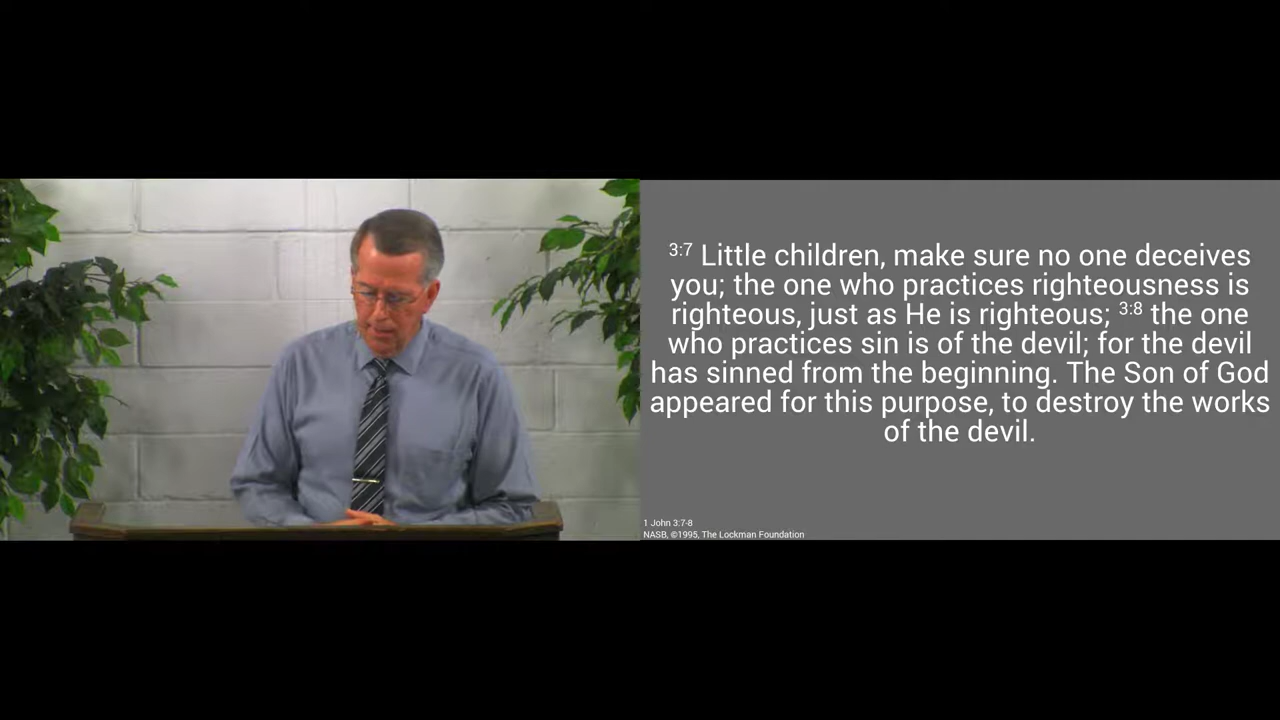 3:7 Little children, make sure no one deceives
you; the one who practices righteousness is
righteous, just as He is righteous; 3:8 the one
who practices sin is of the devil; for the devil
has sinned from the beginning. The Son of God
appeared for this purpose, to destroy the works
of the devil.
1 John 3:7-8
NASB, ©1995, The Lockman Foundation